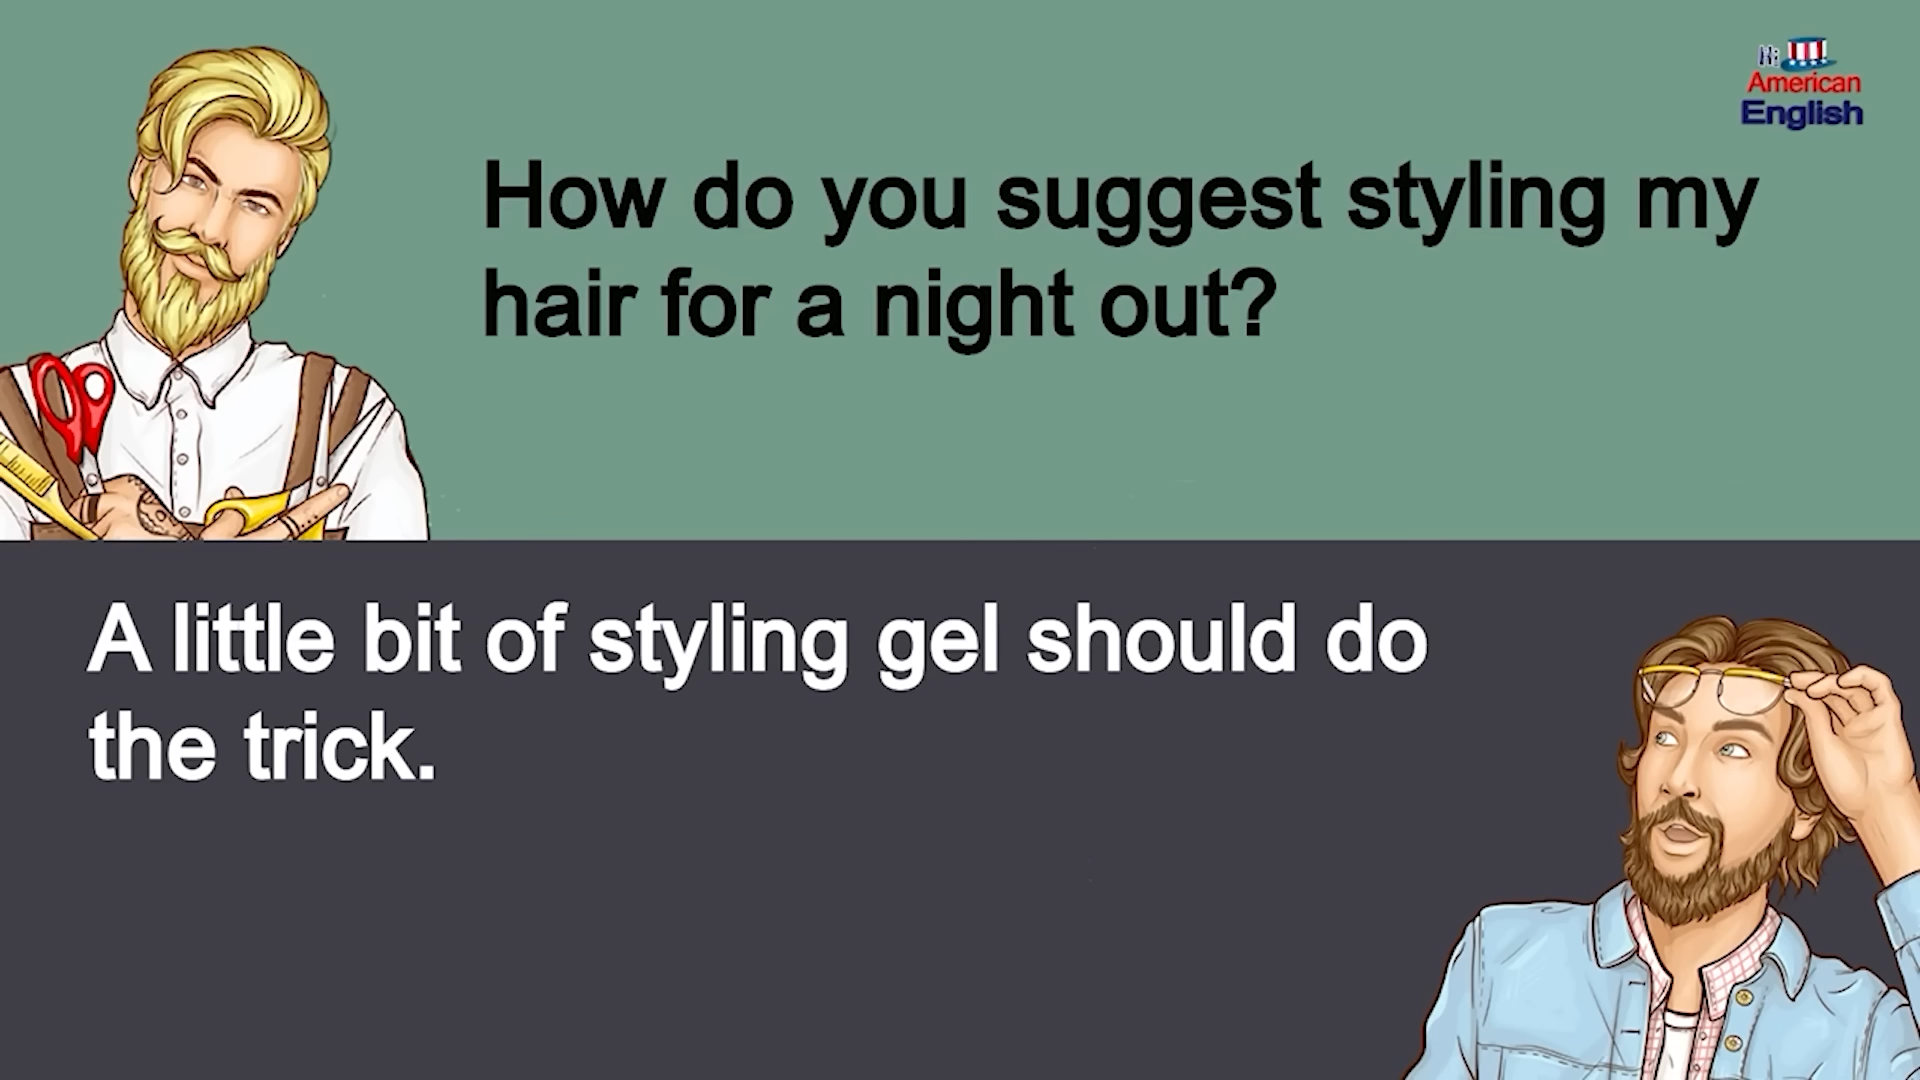 Hi
American
English
How do you suggest styling my
hair for a night out?
A little bit of styling gel should do
the trick.